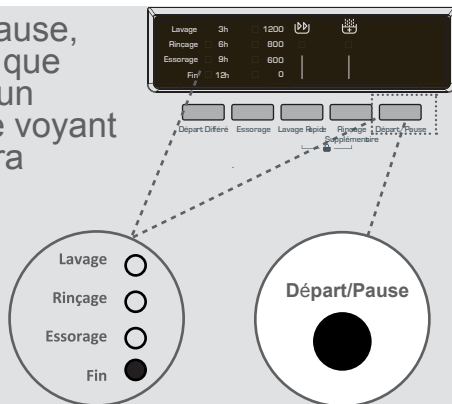 ause,
que
un
e voyant
ra
Lavage 3h 1200
Rinçage 6h 800
Essorage 9h 600
Fin 12h 0
Départ Différé Essorage Lavage Rapide Rinçage Supplémentaire Départ/Pause
Lavage
Rinçage
Essorage
Fin
Départ/Pause